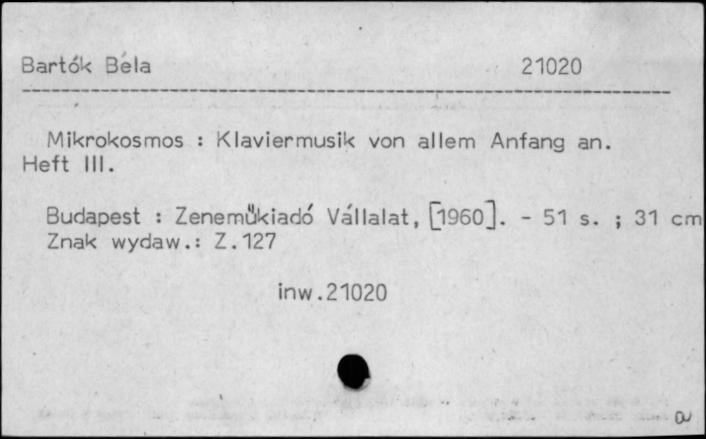 Bartók Béla 21020
Mikrokosmos : Klaviermusik von allem Anfang an.
Heft III.
Budapest : Zeneműkiadó Vállalat, [1960]. - 51 s. ; 31 cm
Znak wydaw.: Z.127
inw.21020